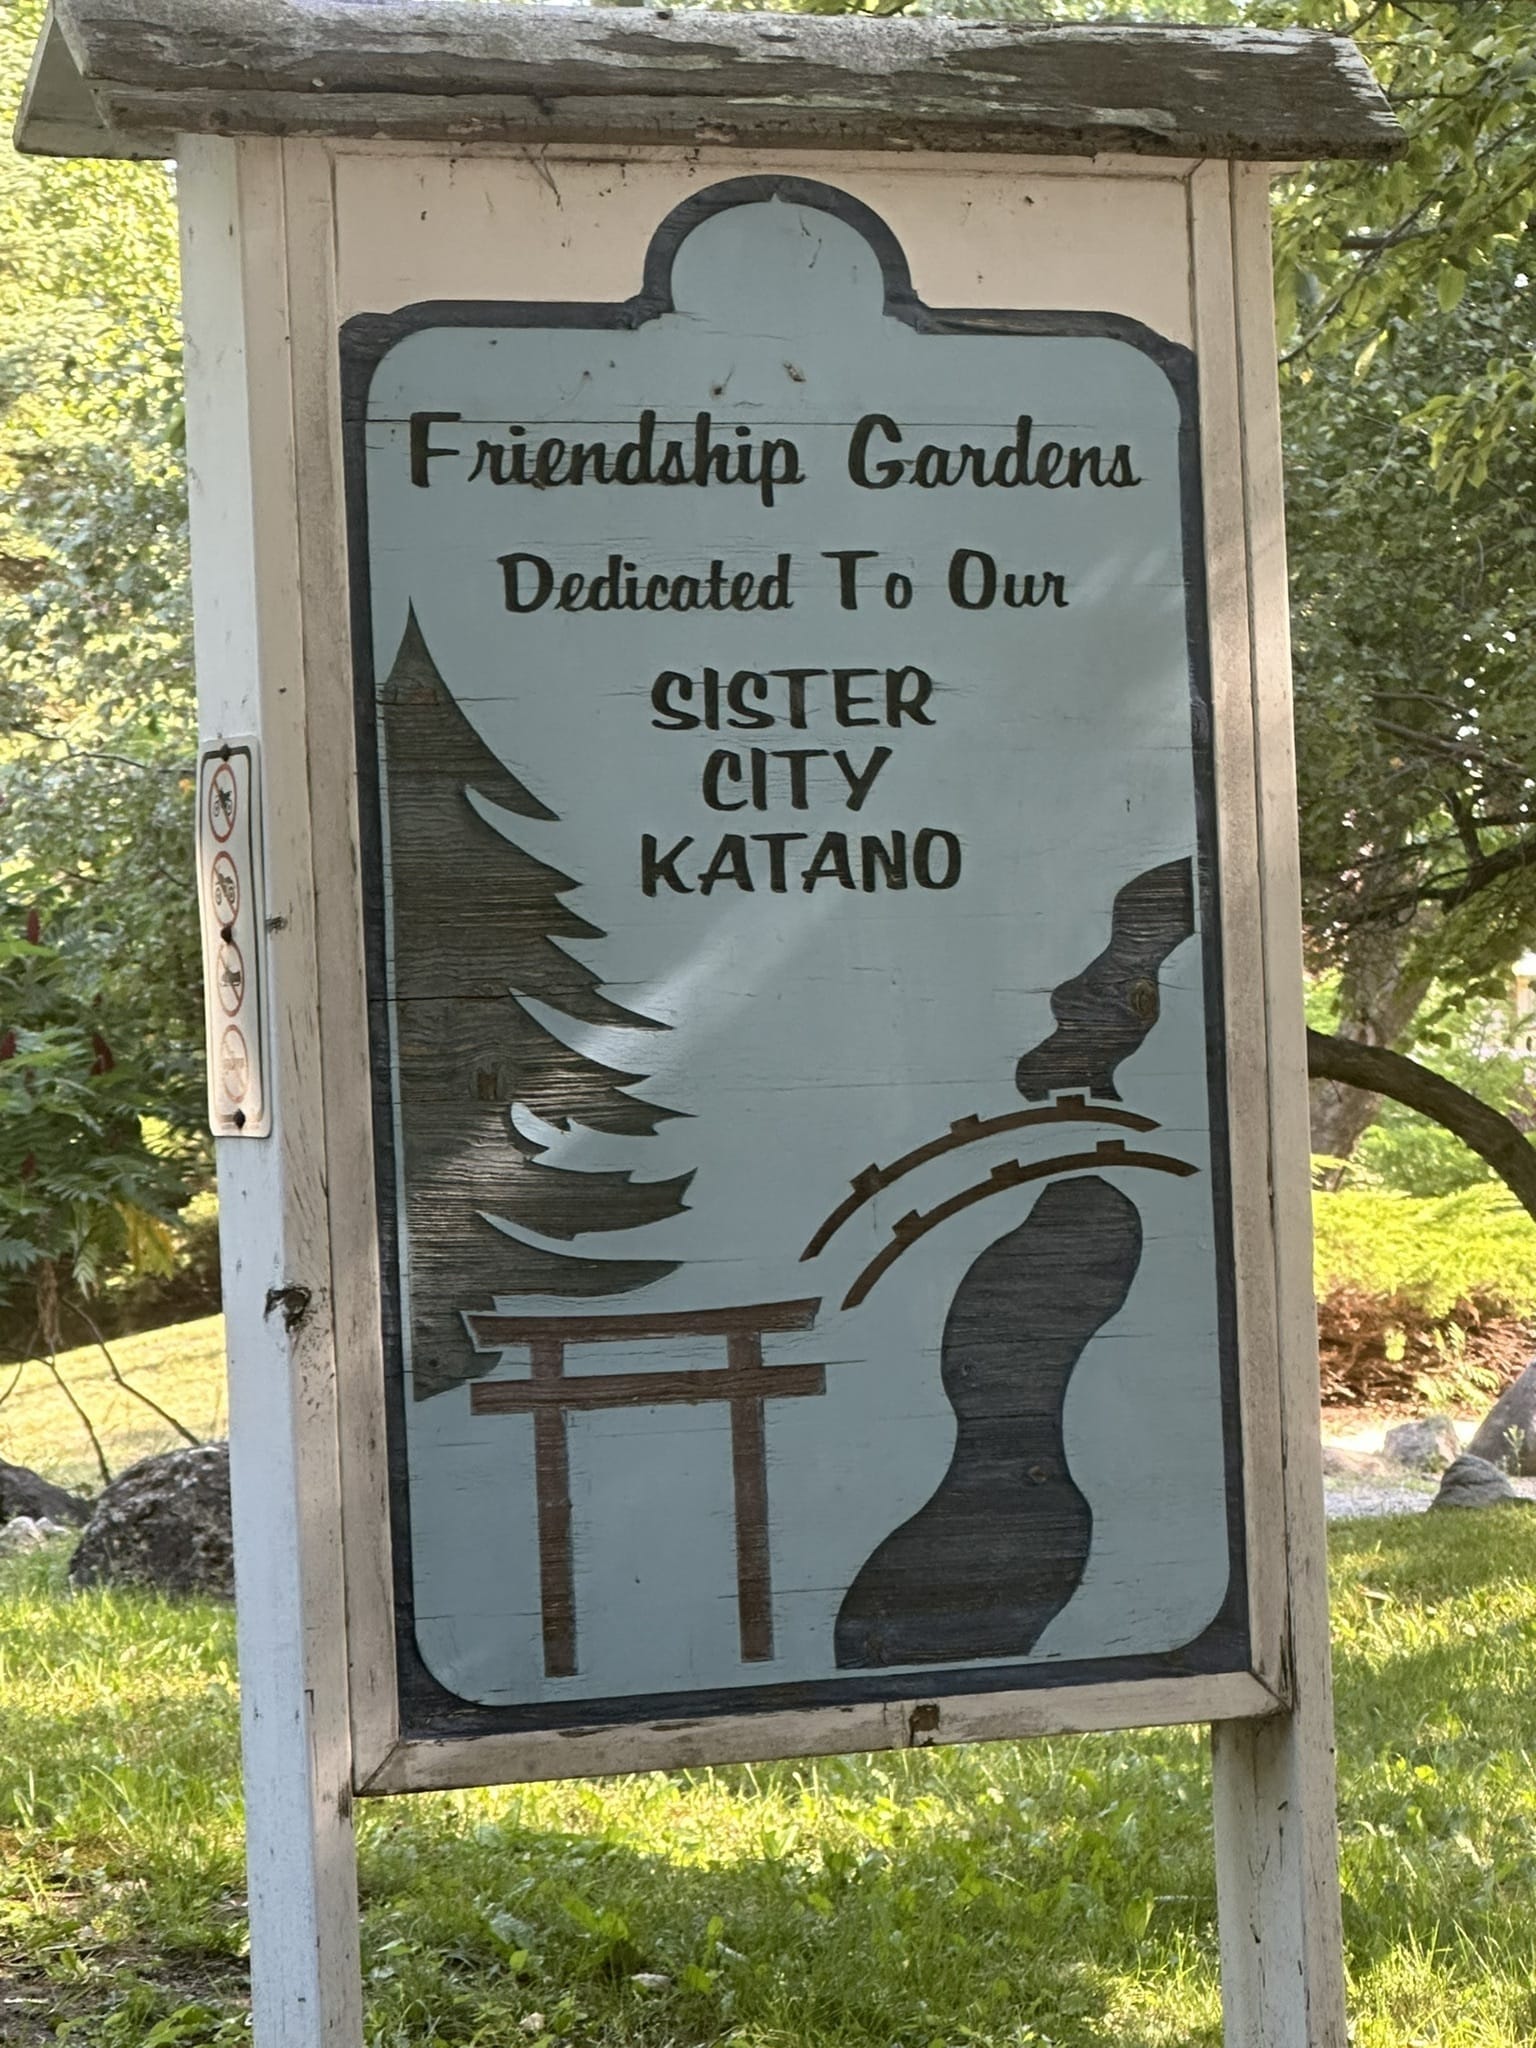 Friendship Gardens
Dedicated To Our
SISTER
CITY
KATANO